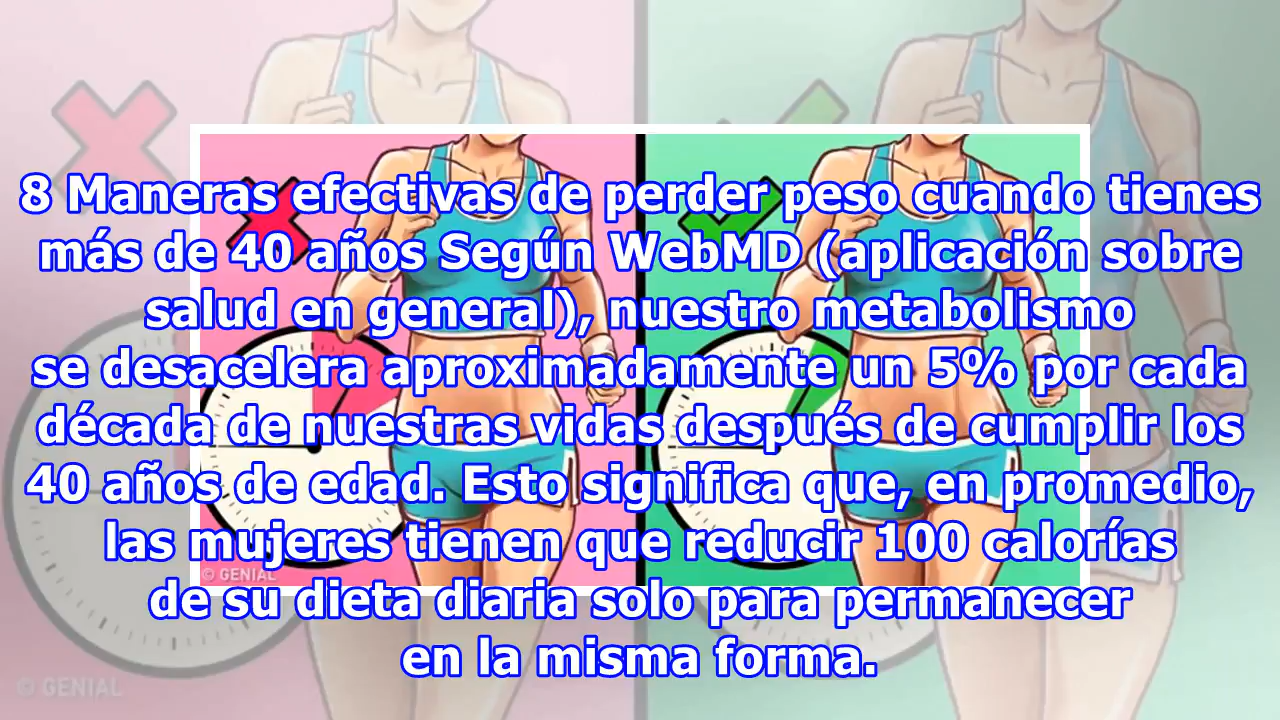 8 Maneras efectivas de perder peso cuando tienes
más de 40 años Según WebMD (aplicación sobre
salud en general), nuestro metabolismo
se desacelera aproximadamente un 5% por cada
década de nuestras vidas después de cumplir los
40 años de edad. Esto significa que, en promedio,
las mujeres tienen que reducir 100 calorías
© GENIAL
de su dieta diaria solo para permanecer
en la misma forma.
© GENIAL